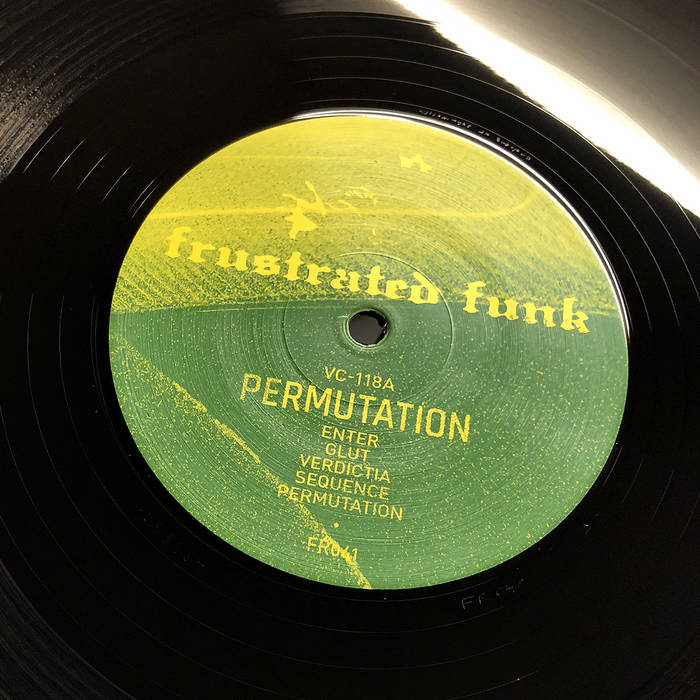 frustrated funk
VC-118A
PERMUTATION
ENTER
GLUT
VERDICTIA
SEQUENCE
PERMUTATION
FR041